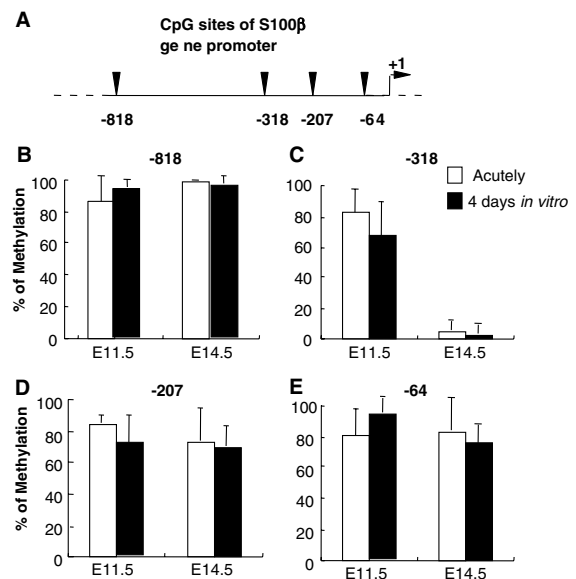 A
CpG sites of S100β
ge ne promoter
+1
-818 -318 -207 -64
B -818
% of Methylation
100
80
60
40
20
0
E11.5 E14.5
C -318
Acutely
4 days in vitro
80
60
40
20
0
E11.5 E14.5
D -207
% of Methylation
100
80
60
40
20
0
E11.5 E14.5
E -64
100
80
60
40
20
0
E11.5 E14.5